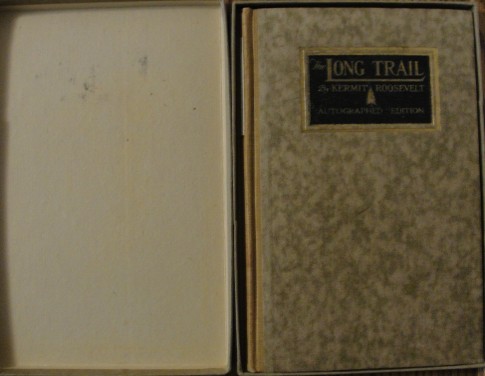 The LONG TRAIL
By KERMIT ROOSEVELT
AUTOGRAPHED EDITION